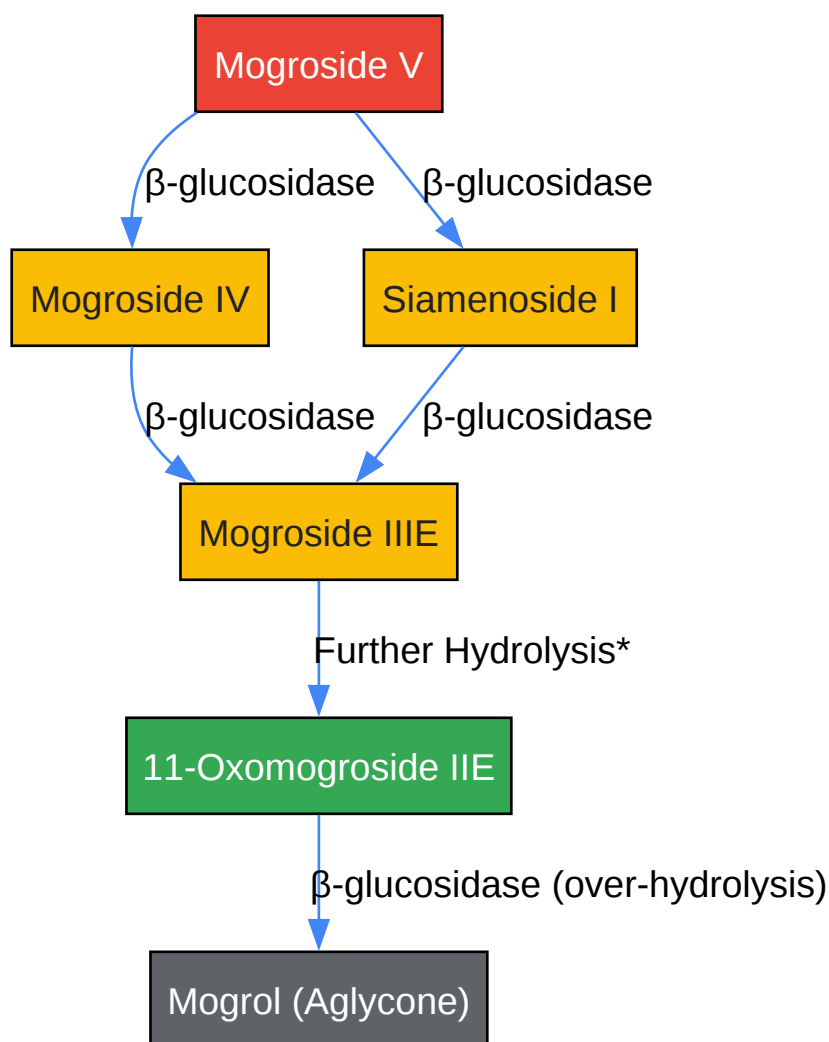 Mogroside V
β-glucosidase
β-glucosidase
Mogroside IV
Siamenoside I
β-glucosidase
β-glucosidase
Mogroside IIIE
Further Hydrolysis*
11-Oxomogroside IIE
β-glucosidase (over-hydrolysis)
Mogrol (Aglycone)